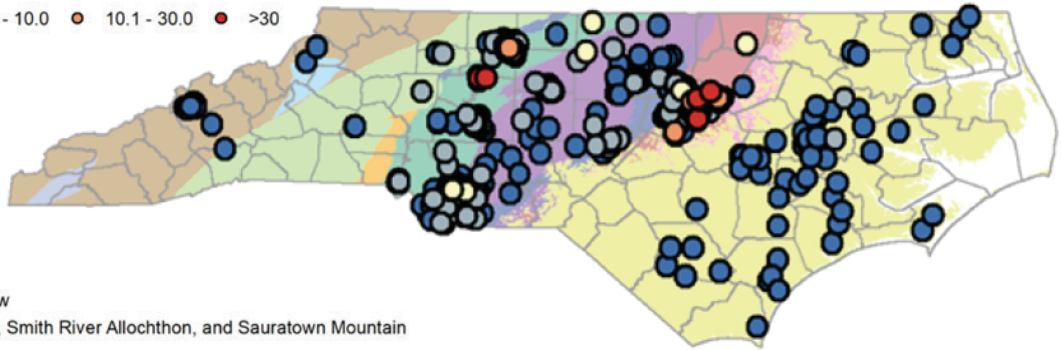 - 10.0 10.1 - 30.0 >30
w
, Smith River Allochthon, and Sauratown Mountain